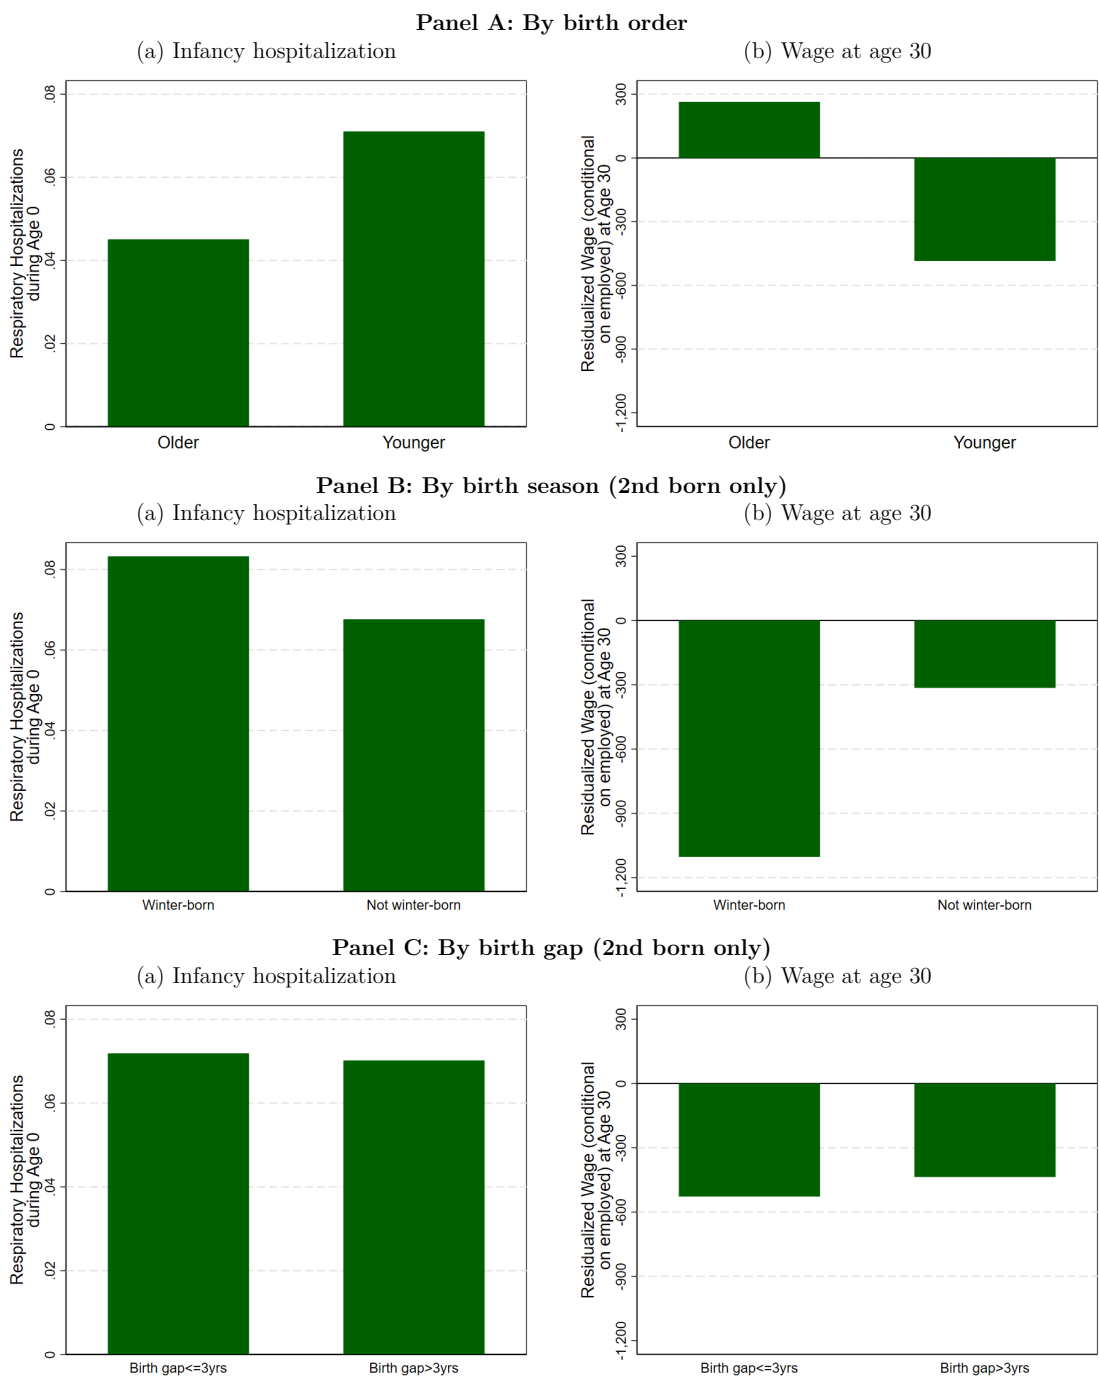 Panel A: By birth order
(a) Infancy hospitalization
Respiratory Hospitalizations
during Age 0
.08
.06
.04
.02
0
Older
Younger
(b) Wage at age 30
Residualized Wage (conditional
on employed) at Age 30
300
0
-300
-600
-900
-1,200
Older
Younger
Panel B: By birth season (2nd born only)
(a) Infancy hospitalization
Respiratory Hospitalizations
during Age 0
.08
.06
.04
.02
0
Winter-born
Not winter-born
(b) Wage at age 30
Residualized Wage (conditional
on employed) at Age 30
300
0
-300
-600
-900
-1,200
Winter-born
Not winter-born
Panel C: By birth gap (2nd born only)
(a) Infancy hospitalization
Respiratory Hospitalizations
during Age 0
.08
.06
.04
.02
0
Birth gap<=3yrs
Birth gap>3yrs
(b) Wage at age 30
Residualized Wage (conditional
on employed) at Age 30
300
0
-300
-600
-900
-1,200
Birth gap<=3yrs
Birth gap>3yrs